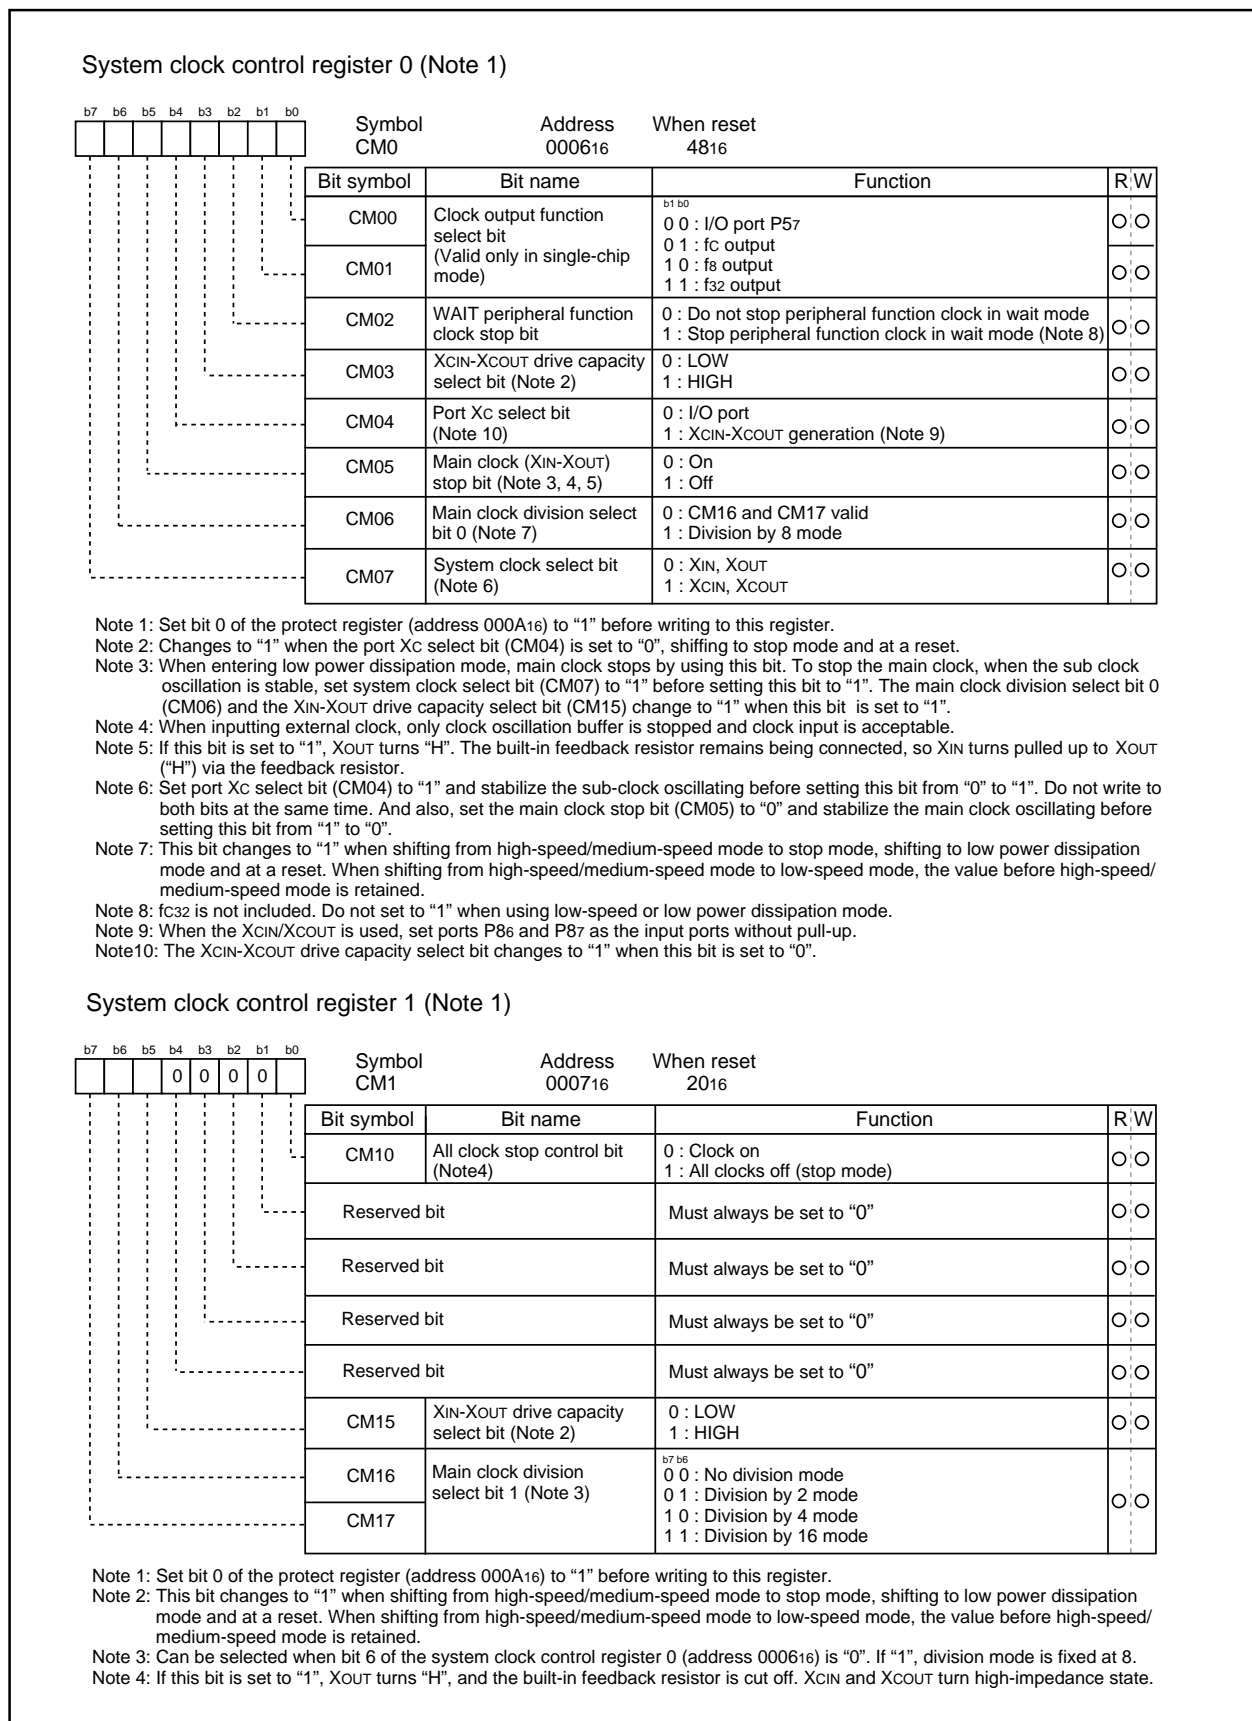 System clock control register 0 (Note 1)
b7 b6 b5 b4 b3 b2 b1 b0
Symbol Address When reset
CM0 000616 4816
Bit symbol Bit name Function R W
CM00 Clock output function select bit (Valid only in single-chip mode)
b1 b0
0 0 : I/O port P57
0 1 : fC output
CM01
1 0 : f8 output
1 1 : f32 output
CM02 WAIT peripheral function clock stop bit
0 : Do not stop peripheral function clock in wait mode
1 : Stop peripheral function clock in wait mode (Note 8)
CM03 XCIN-XCOUT drive capacity select bit (Note 2)
0 : LOW
1 : HIGH
CM04 Port XC select bit (Note 10)
0 : I/O port
1 : XCIN-XCOUT generation (Note 9)
CM05 Main clock (XIN-XOUT) stop bit (Note 3, 4, 5)
0 : On
1 : Off
CM06 Main clock division select bit 0 (Note 7)
0 : CM16 and CM17 valid
1 : Division by 8 mode
CM07 System clock select bit (Note 6)
0 : XIN, XOUT
1 : XCIN, XCOUT
Note 1: Set bit 0 of the protect register (address 000A16) to “1” before writing to this register.
Note 2: Changes to “1” when the port XC select bit (CM04) is set to “0”, shiffing to stop mode and at a reset.
Note 3: When entering low power dissipation mode, main clock stops by using this bit. To stop the main clock, when the sub clock
oscillation is stable, set system clock select bit (CM07) to “1” before setting this bit to “1”. The main clock division select bit 0
(CM06) and the XIN-XOUT drive capacity select bit (CM15) change to “1” when this bit is set to “1”.
Note 4: When inputting external clock, only clock oscillation buffer is stopped and clock input is acceptable.
Note 5: If this bit is set to “1”, XOUT turns “H”. The built-in feedback resistor remains being connected, so XIN turns pulled up to XOUT
(“H”) via the feedback resistor.
Note 6: Set port XC select bit (CM04) to “1” and stabilize the sub-clock oscillating before setting this bit from “0” to “1”. Do not write to
both bits at the same time. And also, set the main clock stop bit (CM05) to “0” and stabilize the main clock oscillating before
setting this bit from “1” to “0”.
Note 7: This bit changes to “1” when shifting from high-speed/medium-speed mode to stop mode, shifting to low power dissipation
mode and at a reset. When shifting from high-speed/medium-speed mode to low-speed mode, the value before high-speed/
medium-speed mode is retained.
Note 8: fC32 is not included. Do not set to “1” when using low-speed or low power dissipation mode.
Note 9: When the XCIN/XCOUT is used, set ports P86 and P87 as the input ports without pull-up.
Note10: The XCIN-XCOUT drive capacity select bit changes to “1” when this bit is set to “0”.
System clock control register 1 (Note 1)
b7 b6 b5 b4 b3 b2 b1 b0
0 0 0 0
Symbol Address When reset
CM1 000716 2016
Bit symbol Bit name Function R W
CM10 All clock stop control bit (Note4)
0 : Clock on
1 : All clocks off (stop mode)
Reserved bit Must always be set to “0”
Reserved bit Must always be set to “0”
Reserved bit Must always be set to “0”
Reserved bit Must always be set to “0”
CM15 XIN-XOUT drive capacity select bit (Note 2)
0 : LOW
1 : HIGH
CM16 Main clock division select bit 1 (Note 3)
b7 b6
0 0 : No division mode
0 1 : Division by 2 mode
CM17
1 0 : Division by 4 mode
1 1 : Division by 16 mode
Note 1: Set bit 0 of the protect register (address 000A16) to “1” before writing to this register.
Note 2: This bit changes to “1” when shifting from high-speed/medium-speed mode to stop mode, shifting to low power dissipation
mode and at a reset. When shifting from high-speed/medium-speed mode to low-speed mode, the value before high-speed/
medium-speed mode is retained.
Note 3: Can be selected when bit 6 of the system clock control register 0 (address 000616) is “0”. If “1”, division mode is fixed at 8.
Note 4: If this bit is set to “1”, XOUT turns “H”, and the built-in feedback resistor is cut off. XCIN and XCOUT turn high-impedance state.